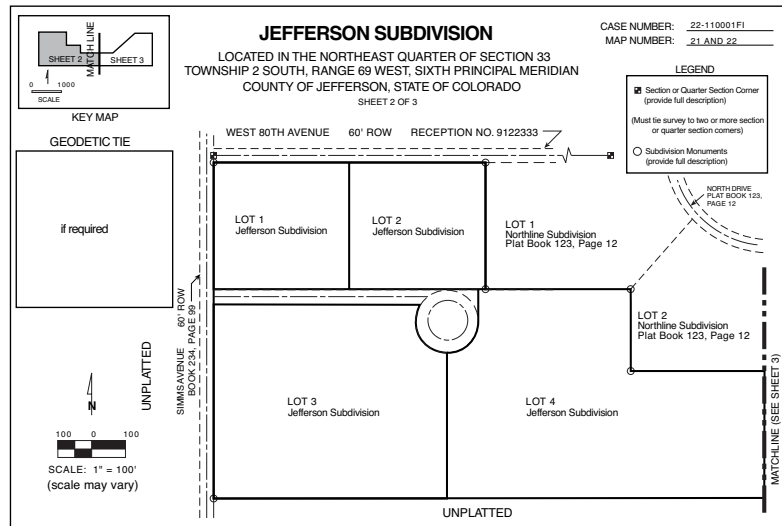 JEFFERSON SUBDIVISION
LOCATED IN THE NORTHEAST QUARTER OF SECTION 33
TOWNSHIP 2 SOUTH, RANGE 69 WEST, SIXTH PRINCIPAL MERIDIAN
COUNTY OF JEFFERSON, STATE OF COLORADO
SHEET 2 OF 3
CASE NUMBER: 22-110001FI
MAP NUMBER: 21 AND 22
SHEET 2
MATCH LINE
SHEET 3
0 1000
SCALE
KEY MAP
LEGEND
Section or Quarter Section Corner
(provide full description)
(Must tie survey to two or more section
or quarter section corners)
Subdivision Monuments
(provide full description)
GEODETIC TIE
if required
WEST 80TH AVENUE 60' ROW RECEPTION NO. 9122333
NORTH DRIVE
PLAT BOOK 123,
PAGE 12
LOT 1
Jefferson Subdivision
LOT 2
Jefferson Subdivision
LOT 1
Northline Subdivision
Plat Book 123, Page 12
LOT 2
Northline Subdivision
Plat Book 123, Page 12
SIMMS AVENUE 60' ROW
BOOK 234, PAGE 99
UNPLATTED
LOT 3
Jefferson Subdivision
LOT 4
Jefferson Subdivision
MATCHLINE (SEE SHEET 3)
N
100 0 100
SCALE: 1" = 100'
(scale may vary)
UNPLATTED